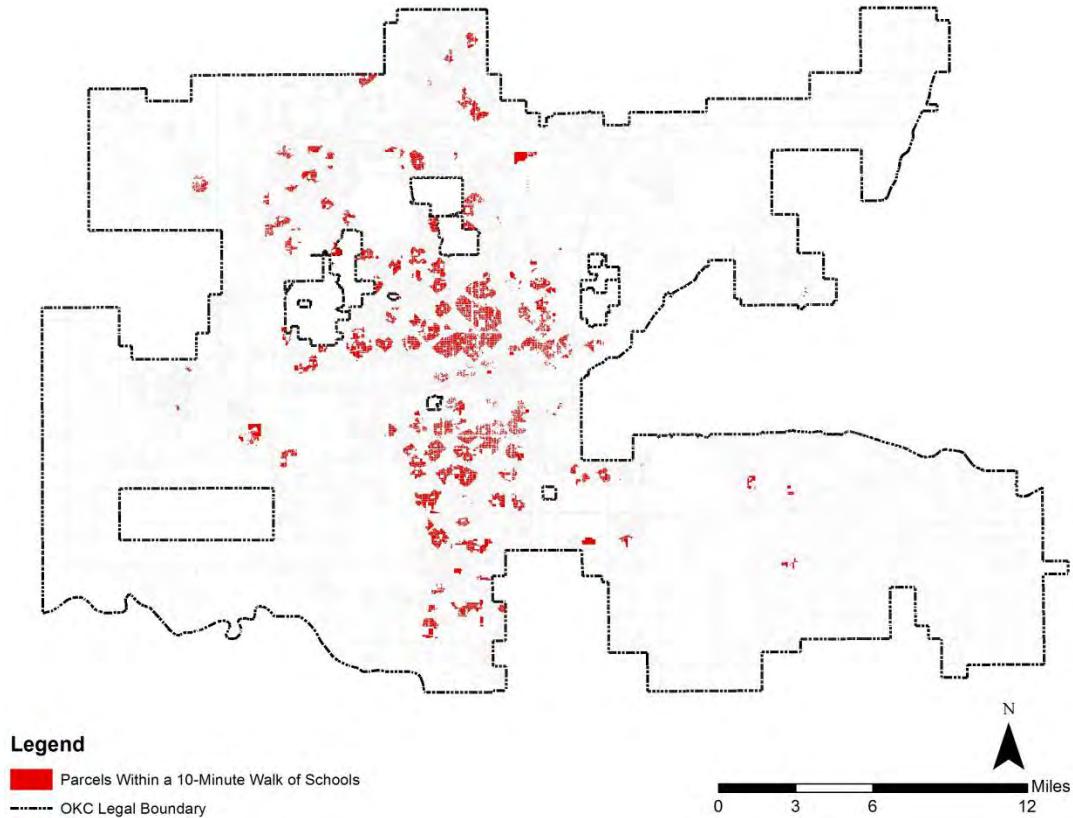 N
Legend
Parcels Within a 10-Minute Walk of Schools
OKC Legal Boundary
Miles
0 3 6 12